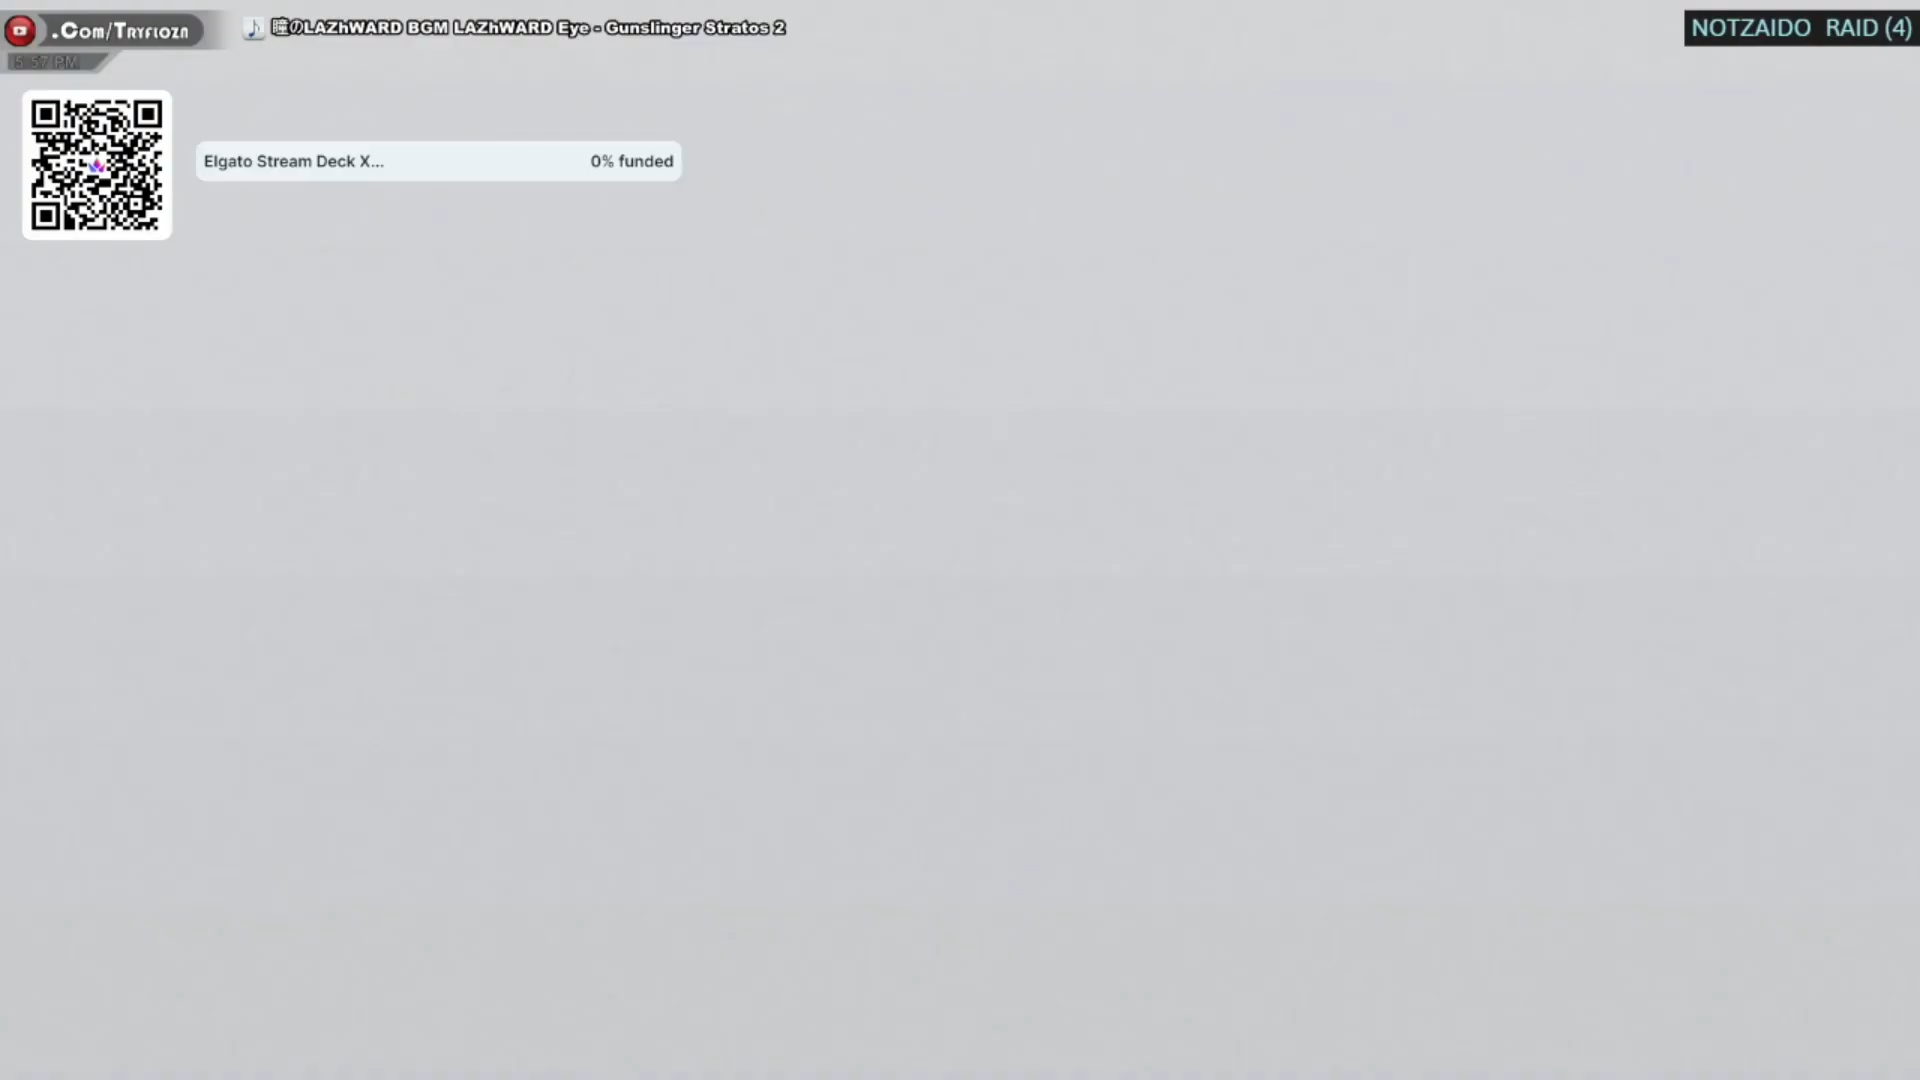 .Com/Tryfiozn
瞳のLAZhWARD BGM LAZhWARD Eye - Gunslinger Stratos 2
NOTZAIDO RAID (4)
5:57 PM
Elgato Stream Deck X... 0% funded